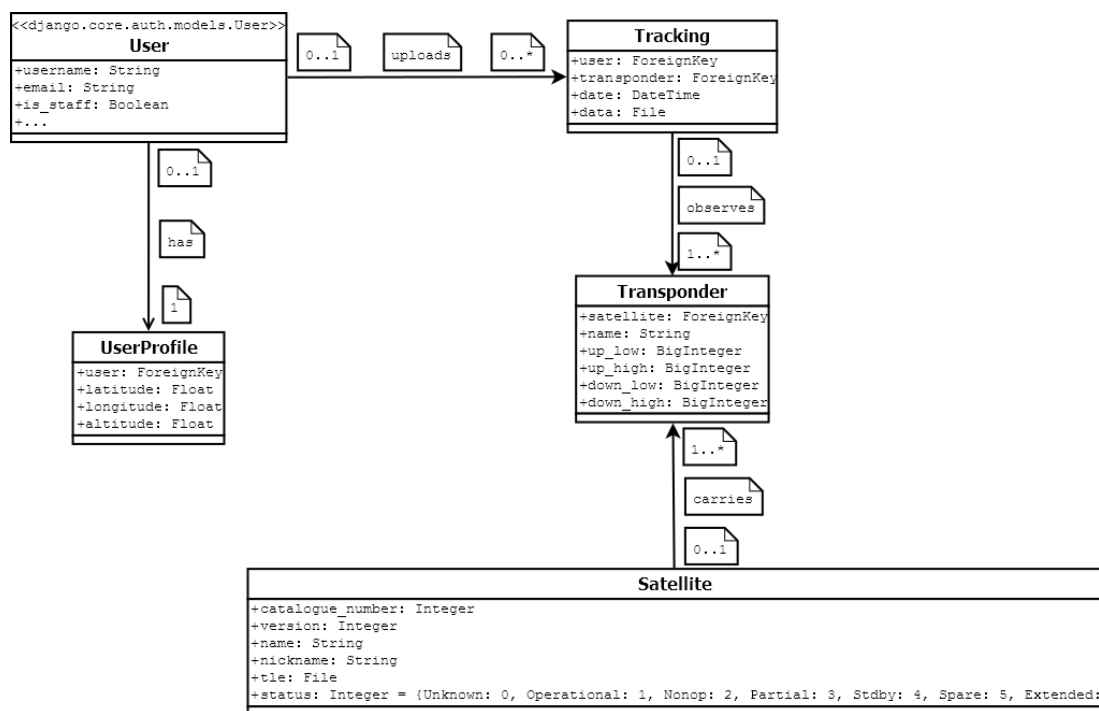 <<django.core.auth.models.User>>
User
+username: String
+email: String
+is_staff: Boolean
+...
0..1
uploads
0..*
Tracking
+user: ForeignKey
+transponder: ForeignKey
+date: DateTime
+data: File
0..1
has
1
UserProfile
+user: ForeignKey
+latitude: Float
+longitude: Float
+altitude: Float
0..1
observes
1..*
Transponder
+satellite: ForeignKey
+name: String
+up_low: BigInteger
+up_high: BigInteger
+down_low: BigInteger
+down_high: BigInteger
1..*
carries
0..1
Satellite
+catalogue_number: Integer
+version: Integer
+name: String
+nickname: String
+tle: File
+status: Integer = {Unknown: 0, Operational: 1, Nonop: 2, Partial: 3, Stdby: 4, Spare: 5, Extended: